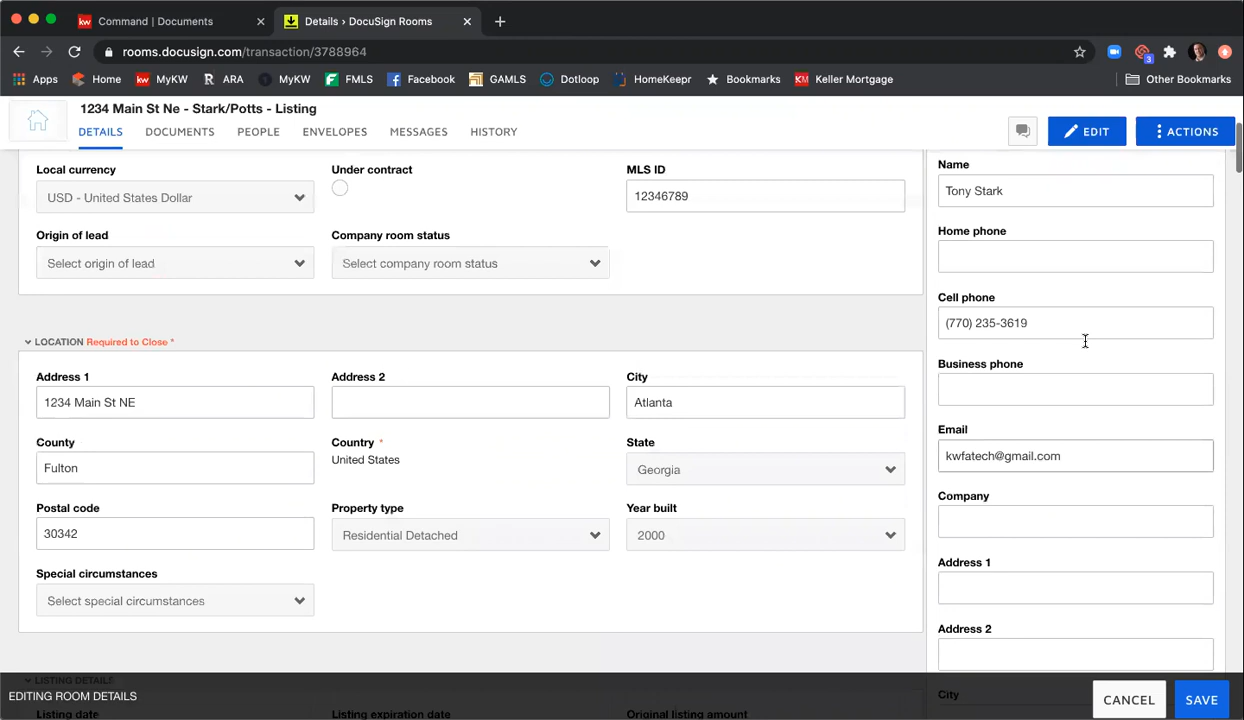 kw Command | Documents
Details › DocuSign Rooms
rooms.docusign.com/transaction/3788964
3
Apps Home kw MyKW R ARA MyKW FMLS Facebook GAMLS Dotloop HomeKeepr Bookmarks KM Keller Mortgage Other Bookmarks
1234 Main St Ne - Stark/Potts - Listing
DETAILS DOCUMENTS PEOPLE ENVELOPES MESSAGES HISTORY
EDIT
ACTIONS
Local currency Under contract MLS ID
USD - United States Dollar 12346789
Origin of lead Company room status
Select origin of lead Select company room status
LOCATION Required to Close *
Address 1 Address 2 City
1234 Main St NE Atlanta
County Country * State
Fulton United States Georgia
Postal code Property type Year built
30342 Residential Detached 2000
Special circumstances
Select special circumstances
LISTING DETAILS
Listing date Listing expiration date Original listing amount
Name
Tony Stark
Home phone
Cell phone
(770) 235-3619
Business phone
Email
kwfatech@gmail.com
Company
Address 1
Address 2
City
EDITING ROOM DETAILS
CANCEL
SAVE